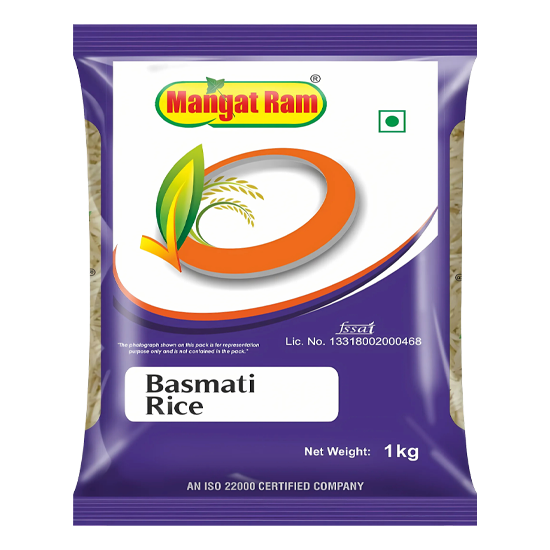 Mangat Ram
®
fssai
Lic. No. 13318002000468
"The photograph shown on this pack is for representation
purpose only and is not contained in the pack."
Basmati
Rice
Net Weight: 1kg
AN ISO 22000 CERTIFIED COMPANY